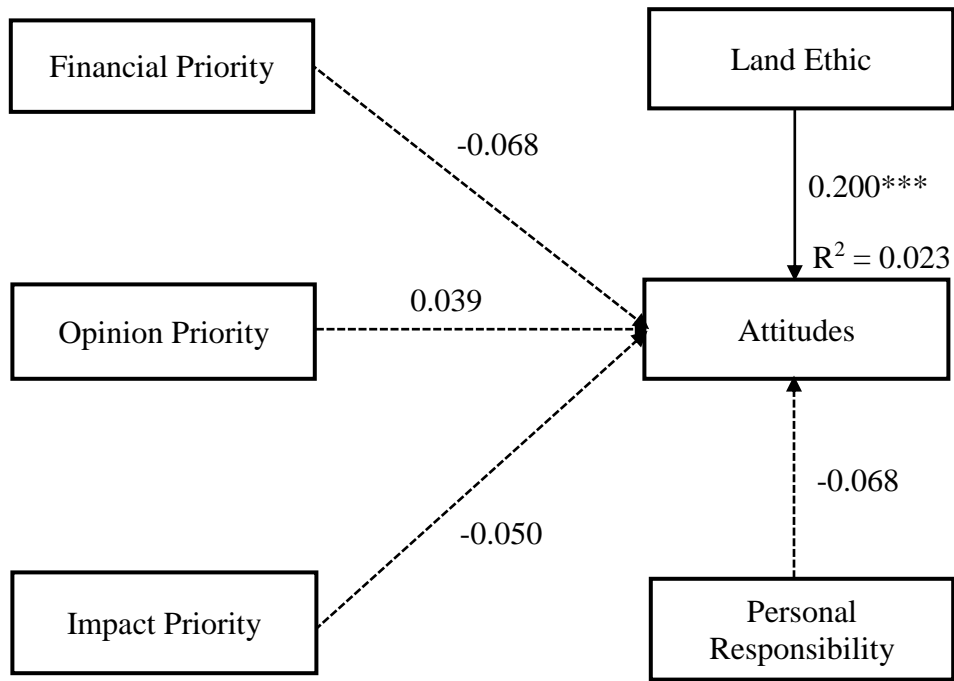 Financial Priority
Land Ethic
-0.068
0.200***
R² = 0.023
Opinion Priority
0.039
Attitudes
-0.050
-0.068
Impact Priority
Personal
Responsibility